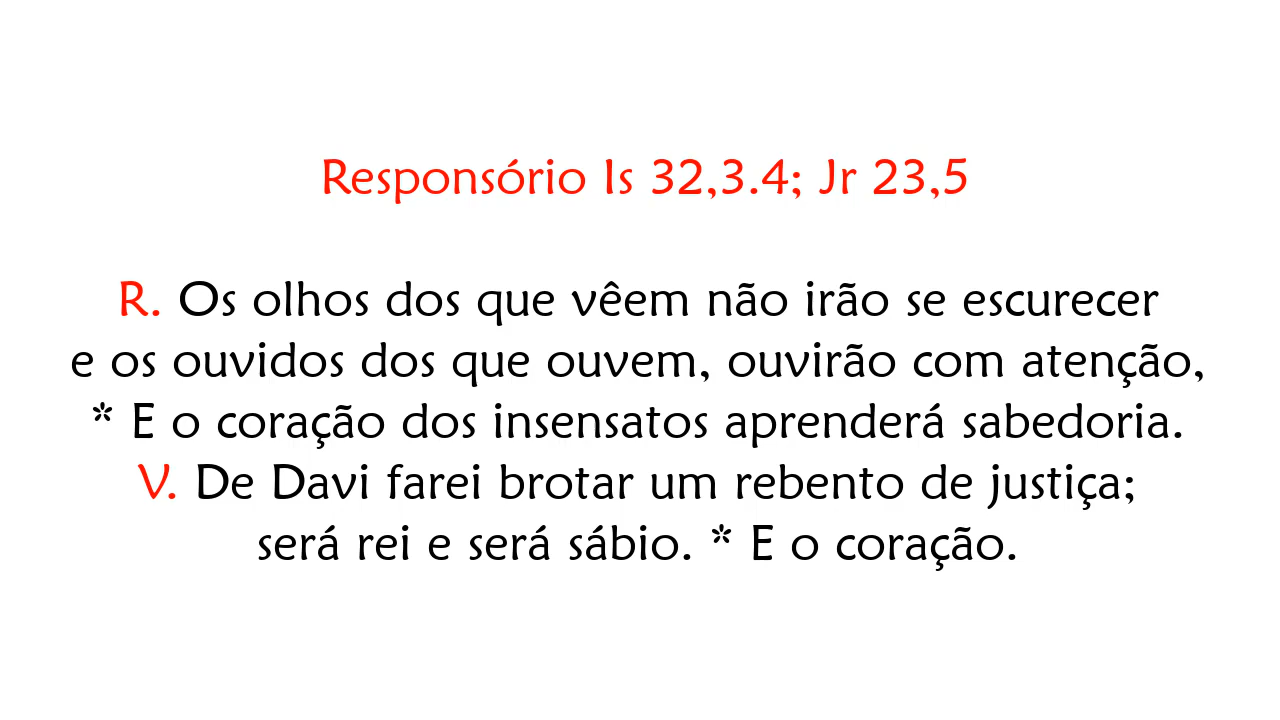 Responsório Is 32,3.4; Jr 23,5
R. Os olhos dos que vêem não irão se escurecer
e os ouvidos dos que ouvem, ouvirão com atenção,
* E o coração dos insensatos aprenderá sabedoria.
V. De Davi farei brotar um rebento de justiça;
será rei e será sábio. * E o coração.